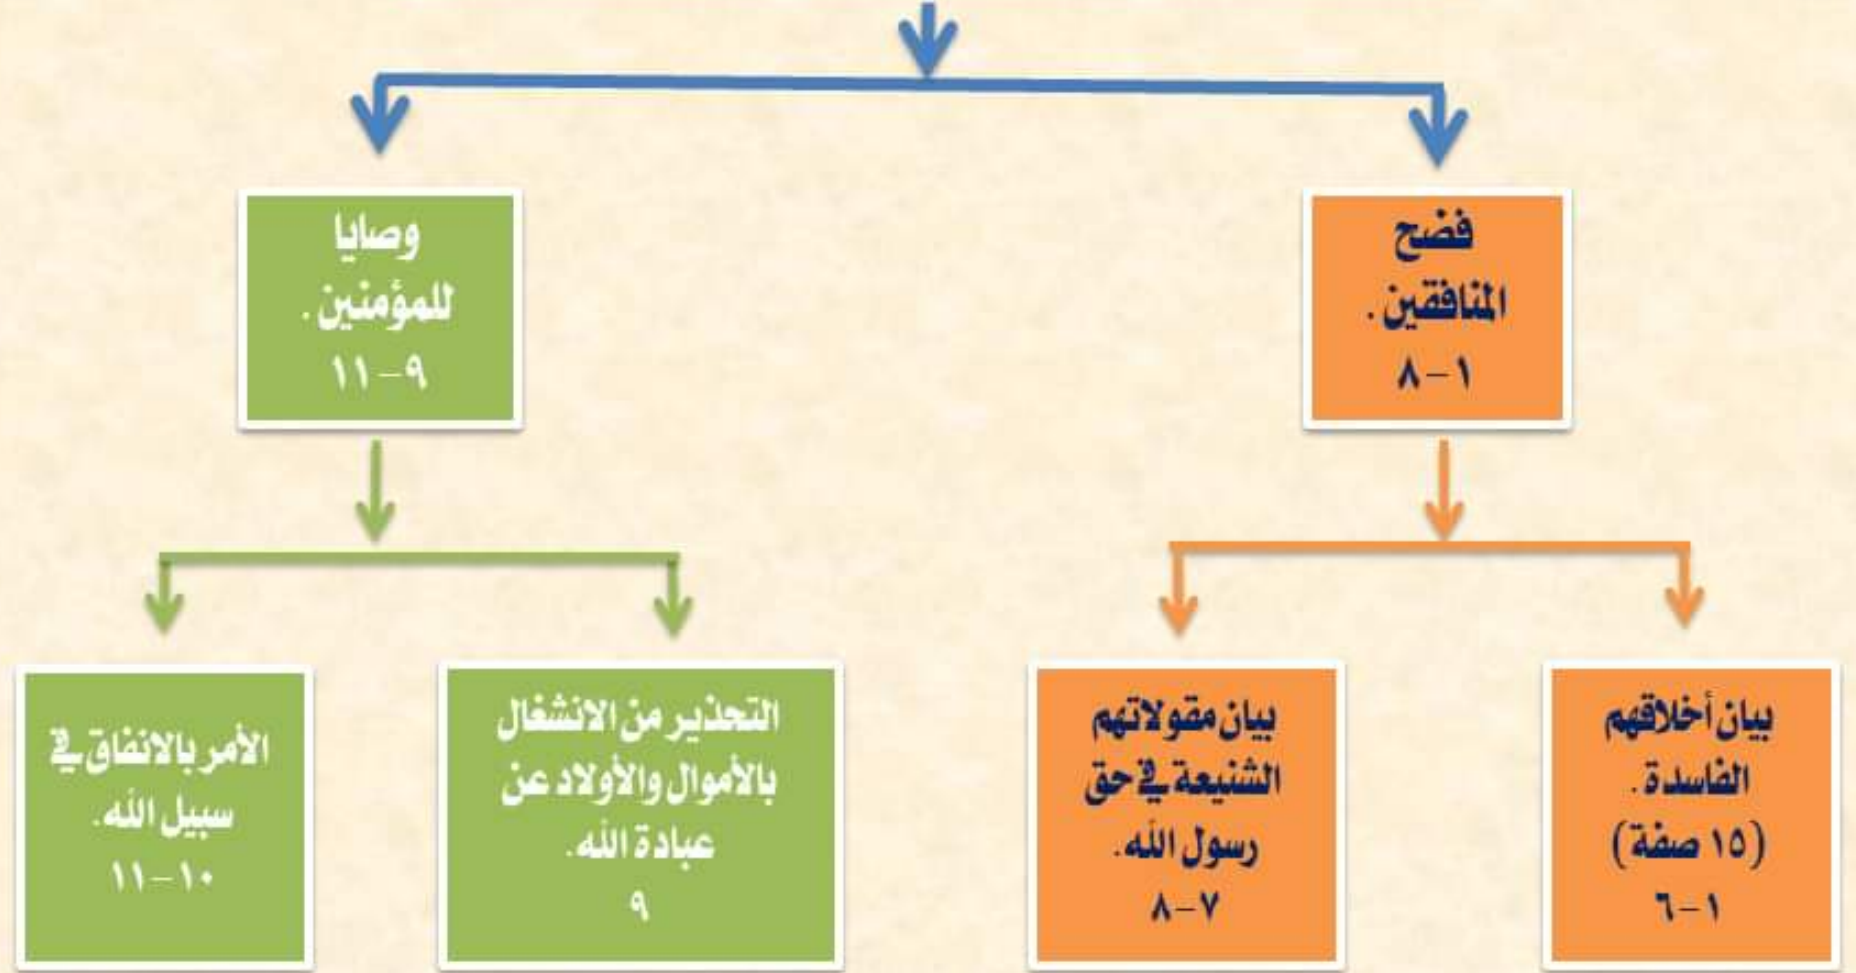 فضح
المنافقين.
١-٨
وصايا
للمؤمنين.
٩-١١
بيان أخلاقهم
الفاسدة.
(١٥ صفة)
١-٦
بيان مقولاتهم
الشنيعة في حق
رسول الله.
٧-٨
التحذير من الانشغال
بالأموال والأولاد عن
عبادة الله.
٩
الأمر بالانفاق في
سبيل الله.
١٠-١١